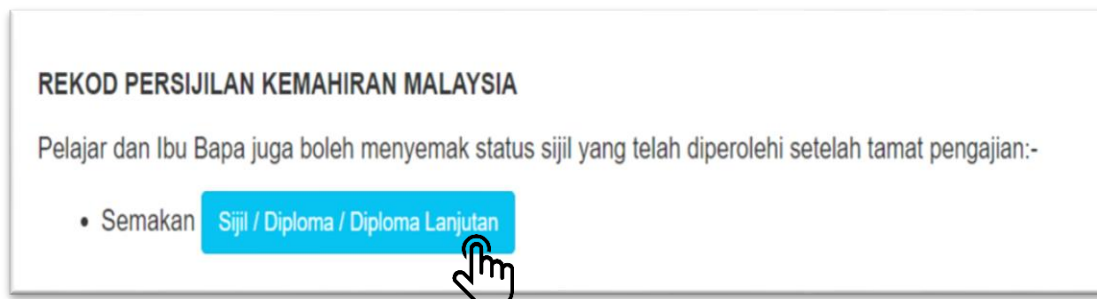 REKOD PERSIJILAN KEMAHIRAN MALAYSIA
Pelajar dan Ibu Bapa juga boleh menyemak status sijil yang telah diperolehi setelah tamat pengajian:-
• Semakan Sijil / Diploma / Diploma Lanjutan